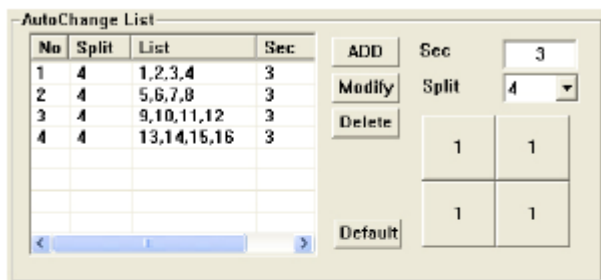 AutoChange List
No Split List Sec
1 4 1,2,3,4 3
2 4 5,6,7,8 3
3 4 9,10,11,12 3
4 4 13,14,15,16 3
ADD
Modify
Delete
Default
Sec 3
Split 4
1 1
1 1